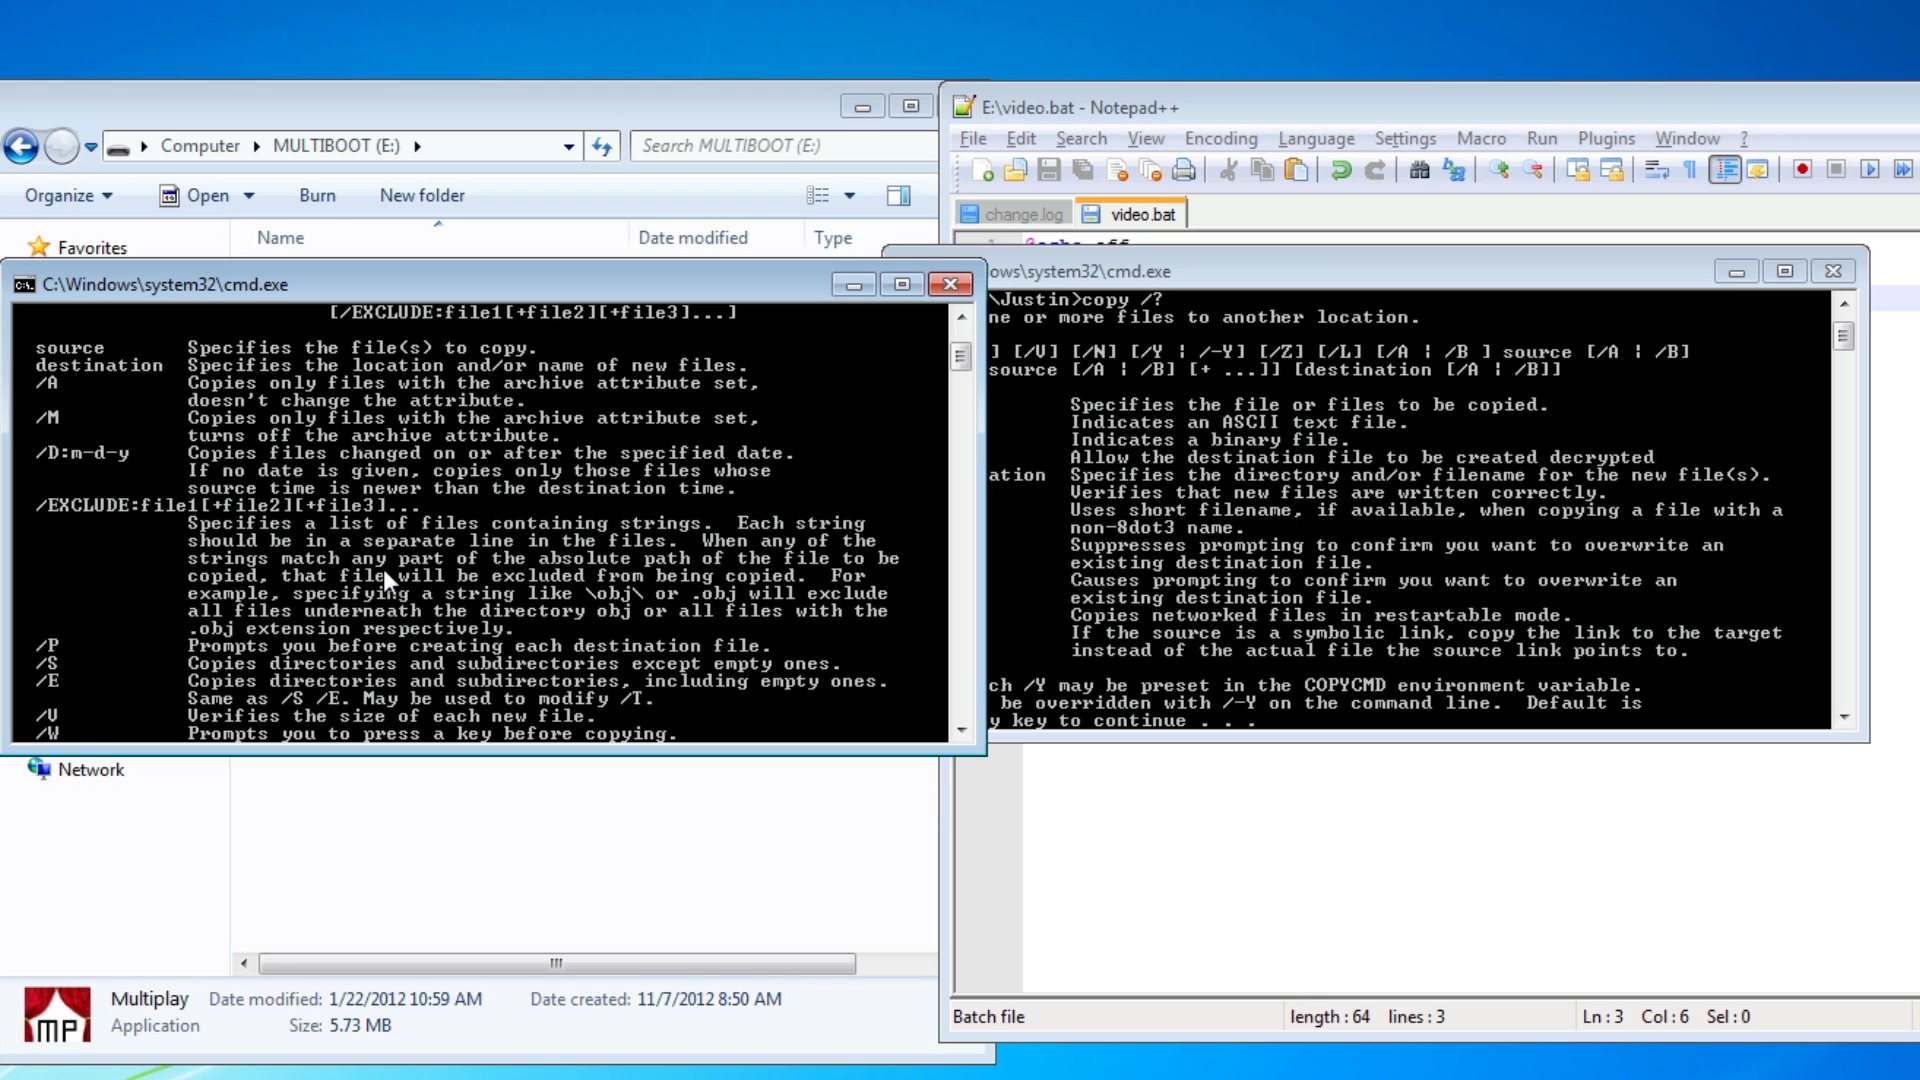 Computer MULTIBOOT (E:)
Search MULTIBOOT (E:)
Organize Open Burn New folder
Favorites
Name Date modified Type
C:\Windows\system32\cmd.exe
[/EXCLUDE:file1[+file2][+file3]...]
source Specifies the file(s) to copy.
destination Specifies the location and/or name of new files.
/A Copies only files with the archive attribute set,
doesn't change the attribute.
/M Copies only files with the archive attribute set,
turns off the archive attribute.
/D:m-d-y Copies files changed on or after the specified date.
If no date is given, copies only those files whose
source time is newer than the destination time.
/EXCLUDE:file1[+file2][+file3]...
Specifies a list of files containing strings. Each string
should be in a separate line in the files. When any of the
strings match any part of the absolute path of the file to be
copied, that file will be excluded from being copied. For
example, specifying a string like \obj\ or .obj will exclude
all files underneath the directory obj or all files with the
.obj extension respectively.
/P Prompts you before creating each destination file.
/S Copies directories and subdirectories except empty ones.
/E Copies directories and subdirectories, including empty ones.
Same as /S /E. May be used to modify /T.
/V Verifies the size of each new file.
/W Prompts you to press a key before copying.
Network
Multiplay Date modified: 1/22/2012 10:59 AM Date created: 11/7/2012 8:50 AM
Application Size: 5.73 MB
MP
E:\video.bat - Notepad++
File Edit Search View Encoding Language Settings Macro Run Plugins Window ?
change.log video.bat
ows\system32\cmd.exe
\Justin>copy /?
ne or more files to another location.
] [/V] [/N] [/Y ¦ /-Y] [/Z] [/L] [/A ¦ /B ] source [/A ¦ /B]
source [/A ¦ /B] [+ ...]] [destination [/A ¦ /B]]
Specifies the file or files to be copied.
Indicates an ASCII text file.
Indicates a binary file.
Allow the destination file to be created decrypted
ation Specifies the directory and/or filename for the new file(s).
Verifies that new files are written correctly.
Uses short filename, if available, when copying a file with a
non-8dot3 name.
Suppresses prompting to confirm you want to overwrite an
existing destination file.
Causes prompting to confirm you want to overwrite an
existing destination file.
Copies networked files in restartable mode.
If the source is a symbolic link, copy the link to the target
instead of the actual file the source link points to.
ch /Y may be preset in the COPYCMD environment variable.
be overridden with /-Y on the command line. Default is
y key to continue . . .
Batch file length : 64 lines : 3 Ln : 3 Col : 6 Sel : 0